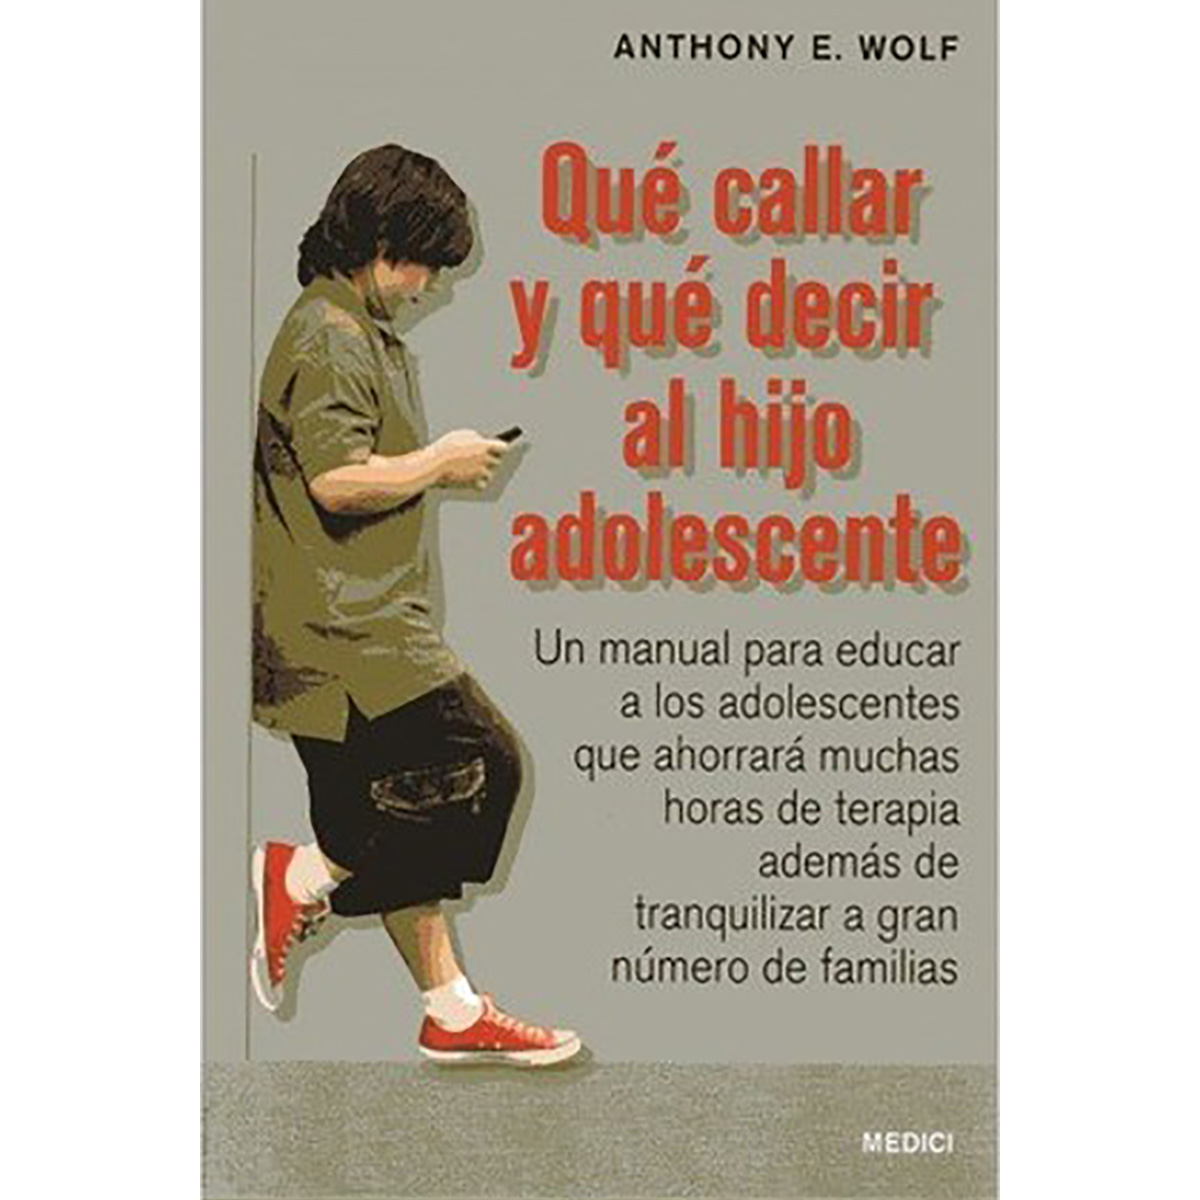 ANTHONY E. WOLF
Qué callar
y qué decir
al hijo
adolescente
Un manual para educar
a los adolescentes
que ahorrará muchas
horas de terapia
además de
tranquilizar a gran
número de familias
MEDICI